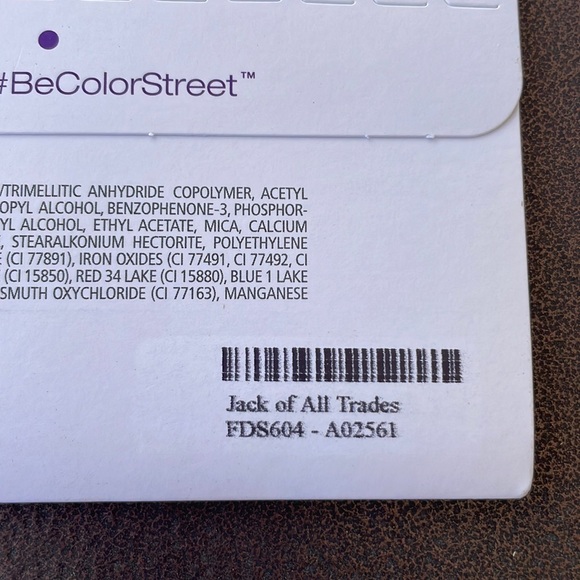 #BeColorStreet™
/TRIMELLITIC ANHYDRIDE COPOLYMER, ACETYL
OPYL ALCOHOL, BENZOPHENONE-3, PHOSPHOR-
YL ALCOHOL, ETHYL ACETATE, MICA, CALCIUM
, STEARALKONIUM HECTORITE, POLYETHYLENE
(CI 77891), IRON OXIDES (CI 77491, CI 77492, CI
(CI 15850), RED 34 LAKE (CI 15880), BLUE 1 LAKE
SMUTH OXYCHLORIDE (CI 77163), MANGANESE
Jack of All Trades
FDS604 - A02561